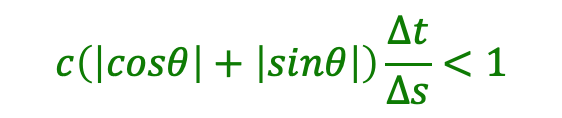 c(|cosθ| + |sinθ|) Δt/Δs < 1